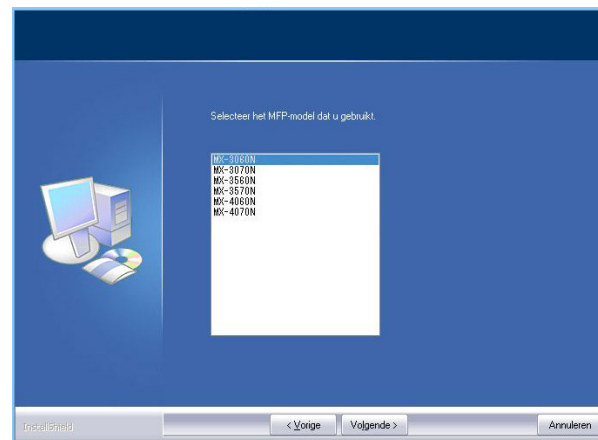 Selecteer het MFP-model dat u gebruikt.
MX-3060N
MX-3070N
MX-3560N
MX-3570N
MX-4060N
MX-4070N
InstallShield
< Vorige
Volgende >
Annuleren